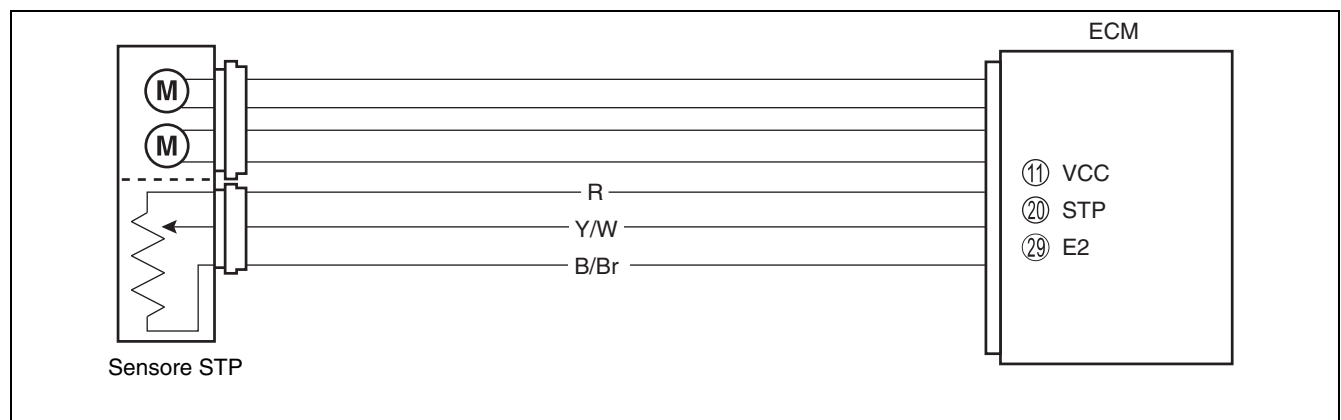 ECM
M
M
R
Y/W
B/Br
⑪ VCC
⑳ STP
㉙ E2
Sensore STP